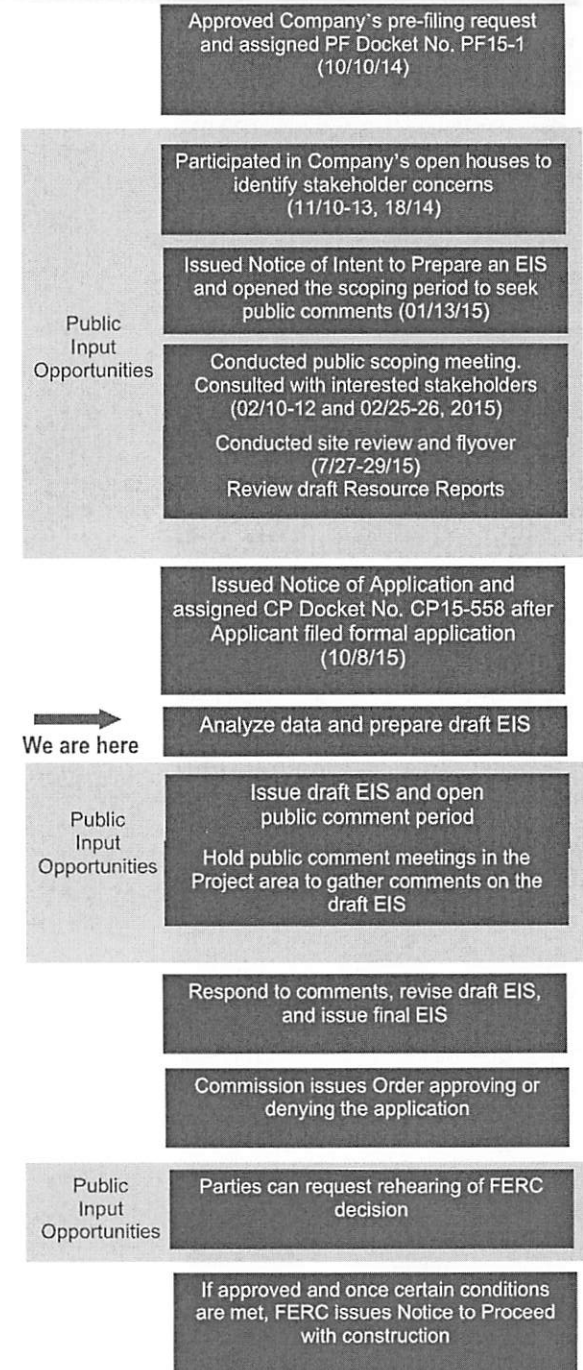 Approved Company's pre-filing request
and assigned PF Docket No. PF15-1
(10/10/14)
Public
Input
Opportunities
Participated in Company's open houses to
identify stakeholder concerns
(11/10-13, 18/14)
Issued Notice of Intent to Prepare an EIS
and opened the scoping period to seek
public comments (01/13/15)
Conducted public scoping meeting.
Consulted with interested stakeholders
(02/10-12 and 02/25-26, 2015)
Conducted site review and flyover
(7/27-29/15)
Review draft Resource Reports
Issued Notice of Application and
assigned CP Docket No. CP15-558 after
Applicant filed formal application
(10/8/15)
We are here
Analyze data and prepare draft EIS
Public
Input
Opportunities
Issue draft EIS and open
public comment period
Hold public comment meetings in the
Project area to gather comments on the
draft EIS
Respond to comments, revise draft EIS,
and issue final EIS
Commission issues Order approving or
denying the application
Public
Input
Opportunities
Parties can request rehearing of FERC
decision
If approved and once certain conditions
are met, FERC issues Notice to Proceed
with construction